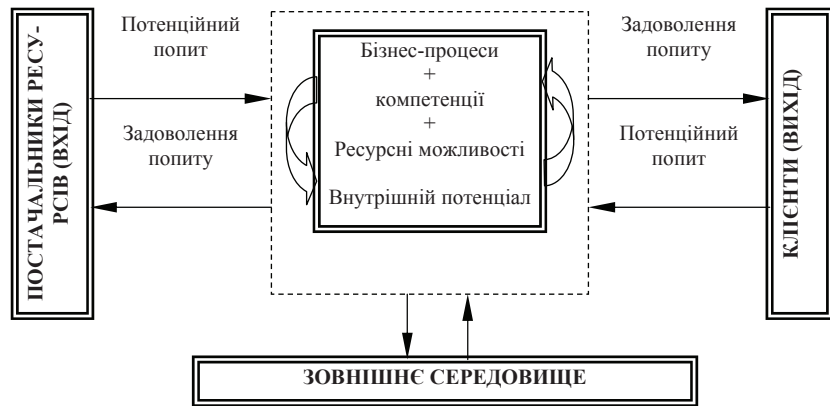 ПОСТАЧАЛЬНИКИ РЕСУ-
РСІВ (ВХІД)
Потенційний
попит
Задоволення
попиту
Бізнес-процеси
+
компетенції
+
Ресурсні можливості
Внутрішній потенціал
Задоволення
попиту
Потенційний
попит
КЛІЄНТИ (ВИХІД)
ЗОВНІШНЄ СЕРЕДОВИЩЕ